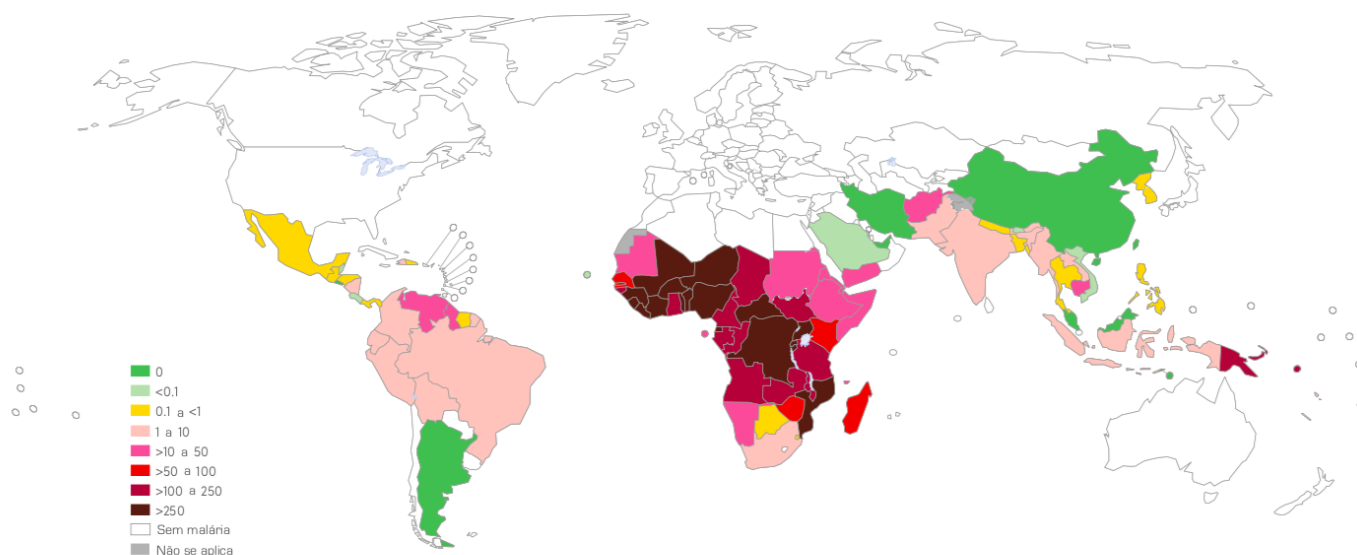 0
<0.1
0.1 a <1
1 a 10
>10 a 50
>50 a 100
>100 a 250
>250
Sem malária
Não se aplica